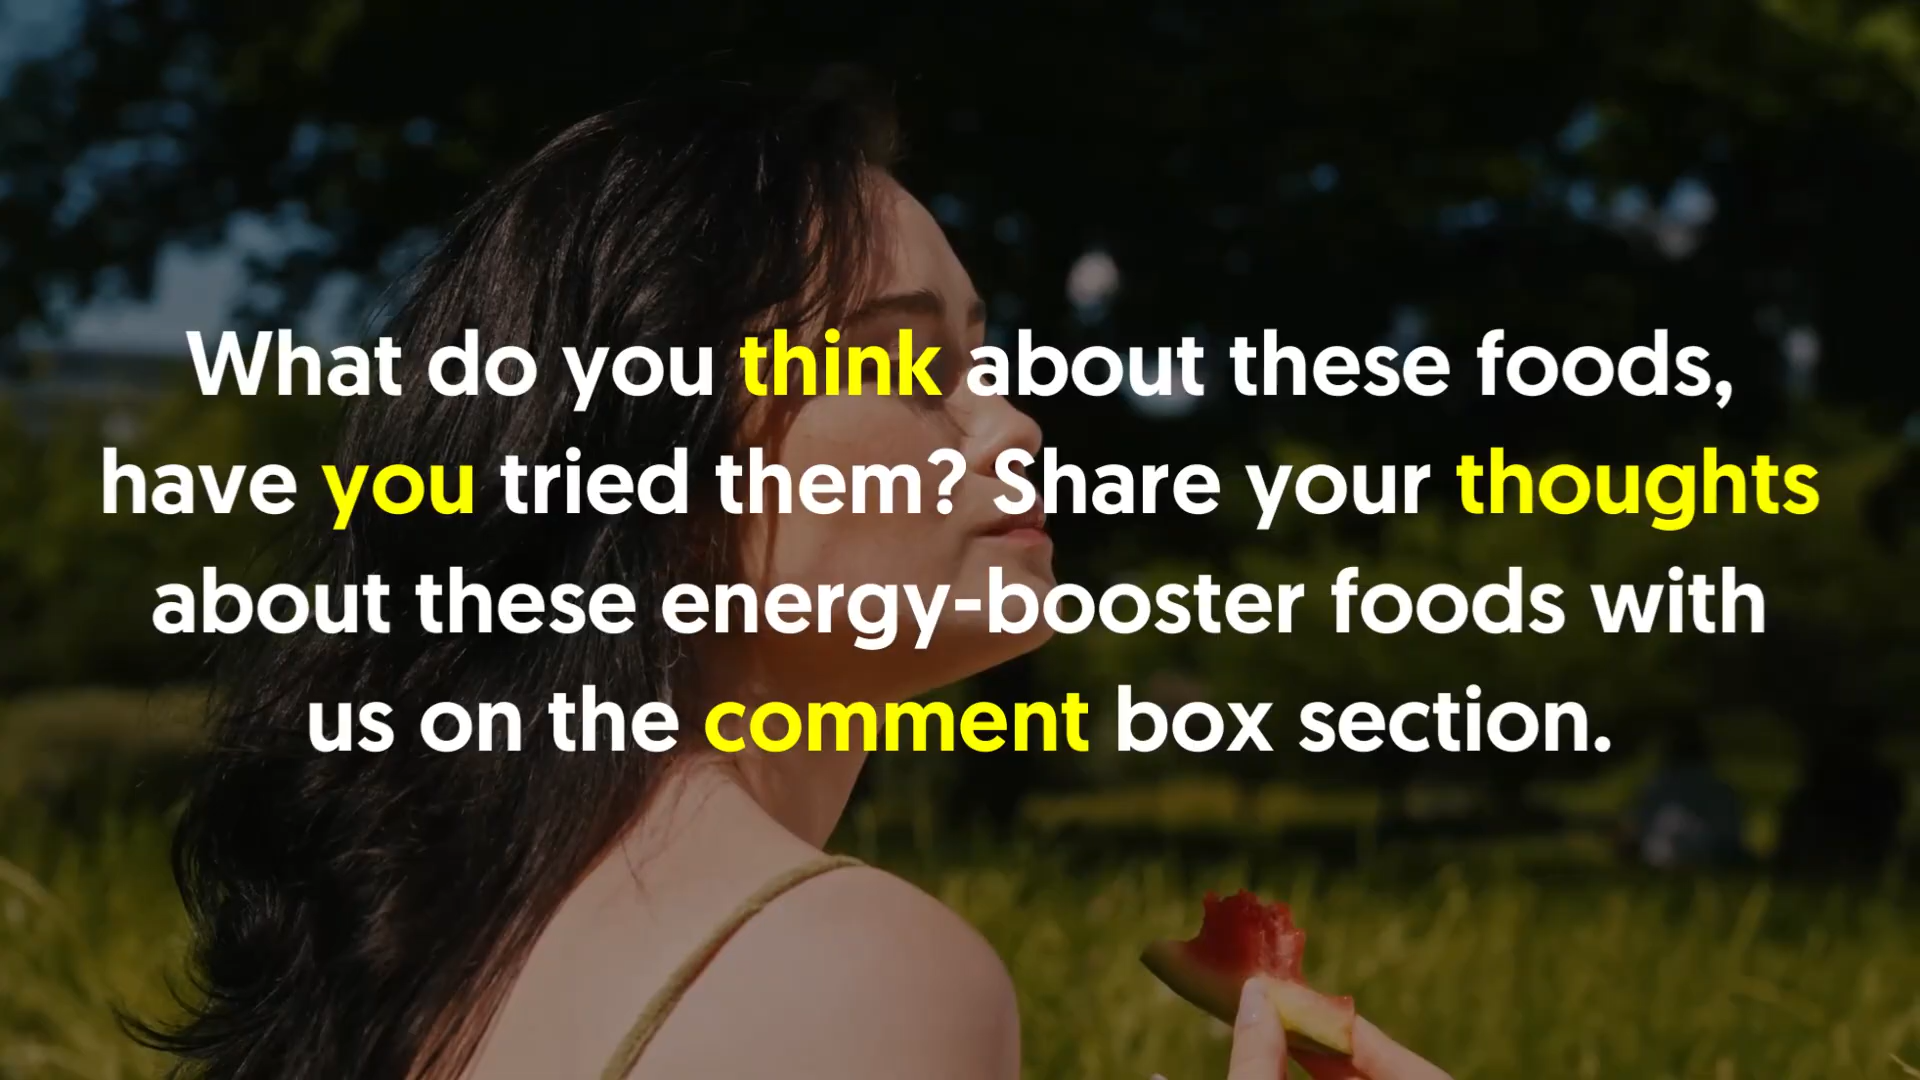 What do you think about these foods,
have you tried them? Share your thoughts
about these energy-booster foods with
us on the comment box section.